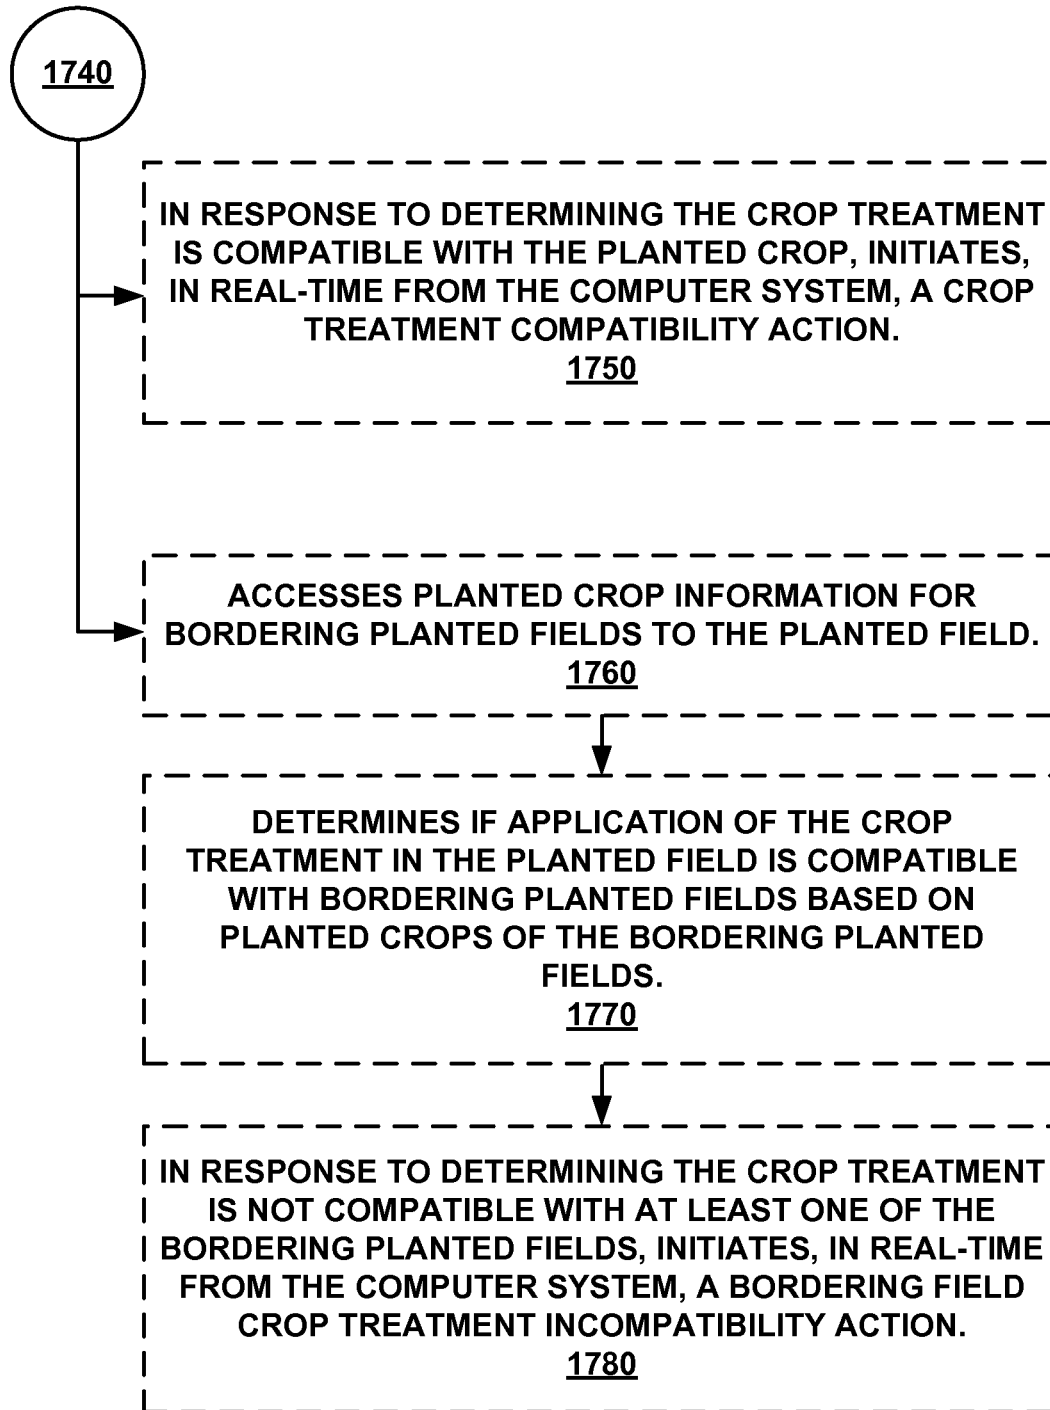 1740
IN RESPONSE TO DETERMINING THE CROP TREATMENT
IS COMPATIBLE WITH THE PLANTED CROP, INITIATES,
IN REAL-TIME FROM THE COMPUTER SYSTEM, A CROP
TREATMENT COMPATIBILITY ACTION.
1750
ACCESSES PLANTED CROP INFORMATION FOR
BORDERING PLANTED FIELDS TO THE PLANTED FIELD.
1760
DETERMINES IF APPLICATION OF THE CROP
TREATMENT IN THE PLANTED FIELD IS COMPATIBLE
WITH BORDERING PLANTED FIELDS BASED ON
PLANTED CROPS OF THE BORDERING PLANTED
FIELDS.
1770
IN RESPONSE TO DETERMINING THE CROP TREATMENT
IS NOT COMPATIBLE WITH AT LEAST ONE OF THE
BORDERING PLANTED FIELDS, INITIATES, IN REAL-TIME
FROM THE COMPUTER SYSTEM, A BORDERING FIELD
CROP TREATMENT INCOMPATIBILITY ACTION.
1780